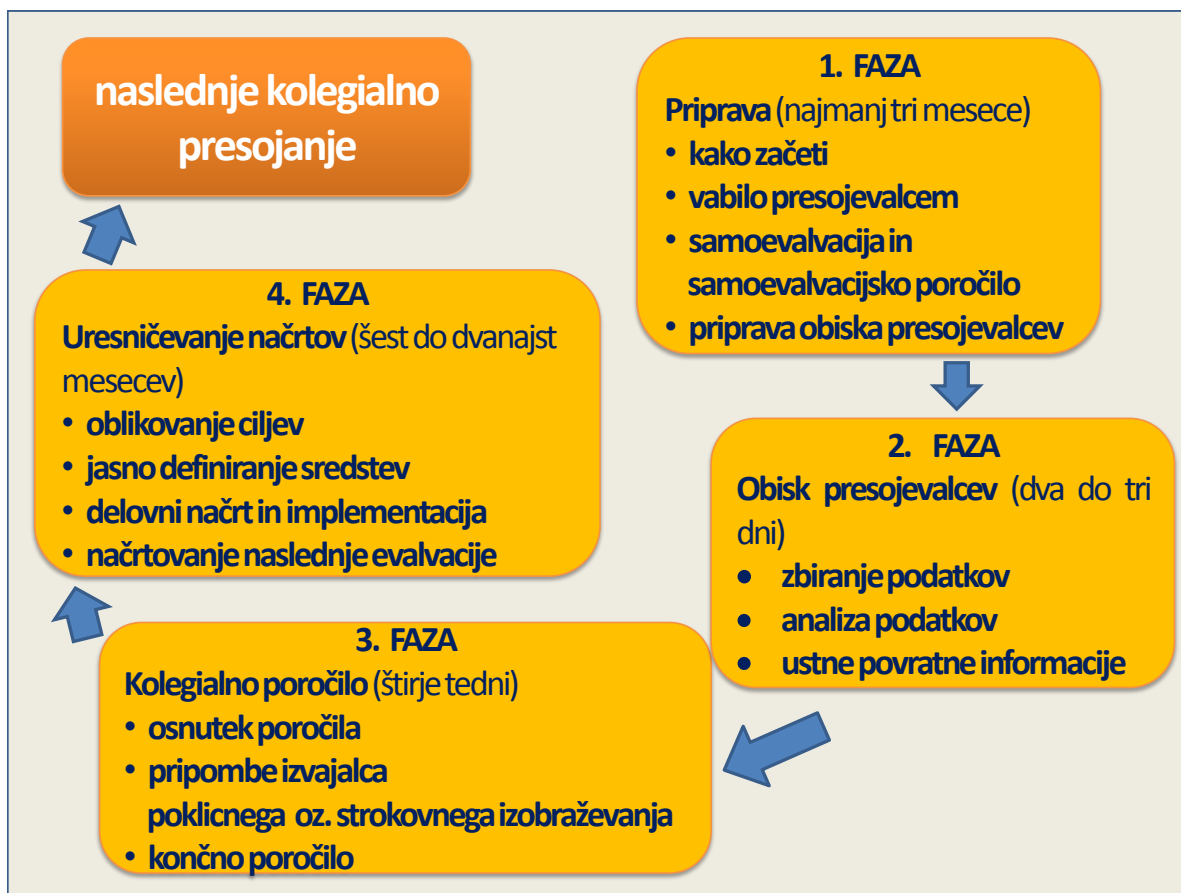 naslednje kolegialno
presojanje
1. FAZA
Priprava (najmanj tri mesece)
• kako začeti
• vabilo presojevalcem
• samoevalvacija in
samoevalvacijsko poročilo
• priprava obiska presojevalcev
2. FAZA
Obisk presojevalcev (dva do tri
dni)
• zbiranje podatkov
• analiza podatkov
• ustne povratne informacije
3. FAZA
Kolegialno poročilo (štirje tedni)
• osnutek poročila
• pripombe izvajalca
poklicnega oz. strokovnega izobraževanja
• končno poročilo
4. FAZA
Uresničevanje načrtov (šest do dvanajst
mesecev)
• oblikovanje ciljev
• jasno definiranje sredstev
• delovni načrt in implementacija
• načrtovanje naslednje evalvacije